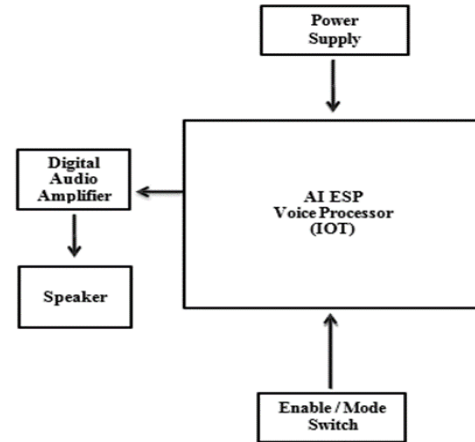 Power
Supply
Digital
Audio
Amplifier
AI ESP
Voice Processor
(IOT)
Speaker
Enable / Mode
Switch